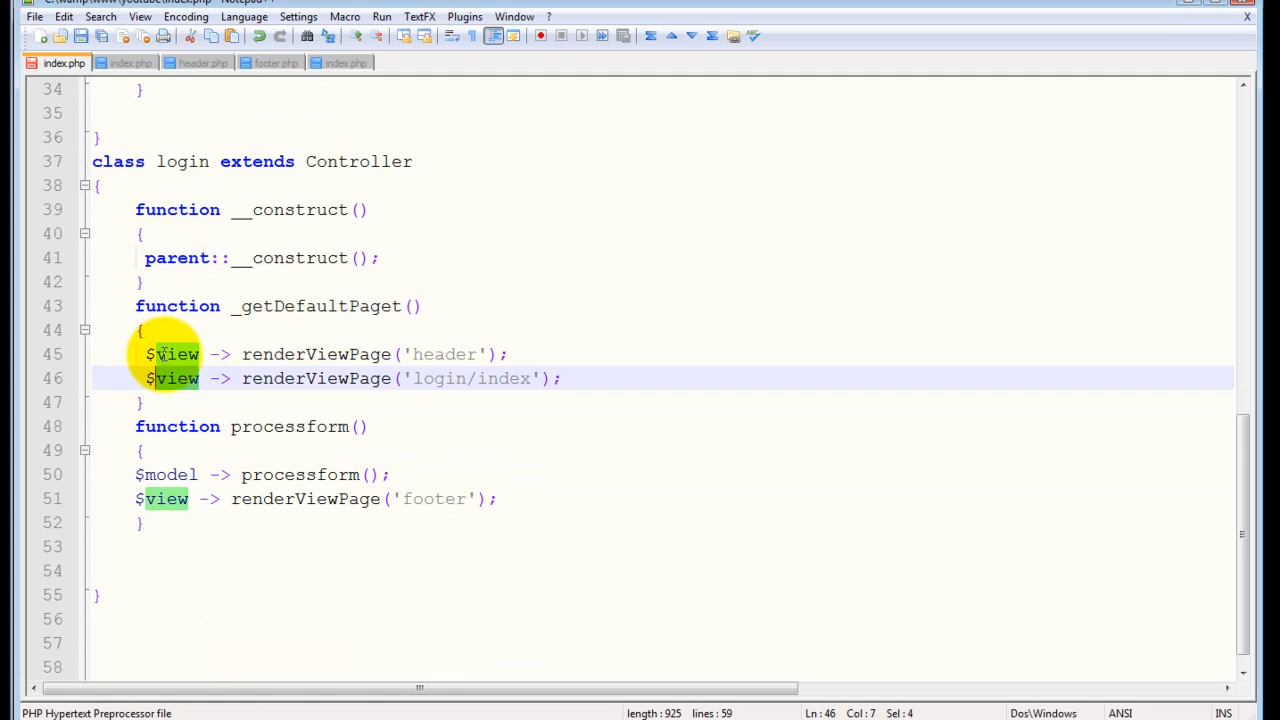 File Edit Search View Encoding Language Settings Macro Run TextFX Plugins Window ? X
index.php index.php header.php footer.php index.php
34 }
35
36 }
37 class login extends Controller
38 {
39 function __construct()
40 {
41 parent::__construct();
42 }
43 function _getDefaultPaget()
44 {
45 $view -> renderViewPage('header');
46 $view -> renderViewPage('login/index');
47 }
48 function processform()
49 {
50 $model -> processform();
51 $view -> renderViewPage('footer');
52 }
53
54
55 }
56
57
58
PHP Hypertext Preprocessor file length : 925 lines : 59 Ln : 46 Col : 7 Sel : 4 Dos\Windows ANSI INS